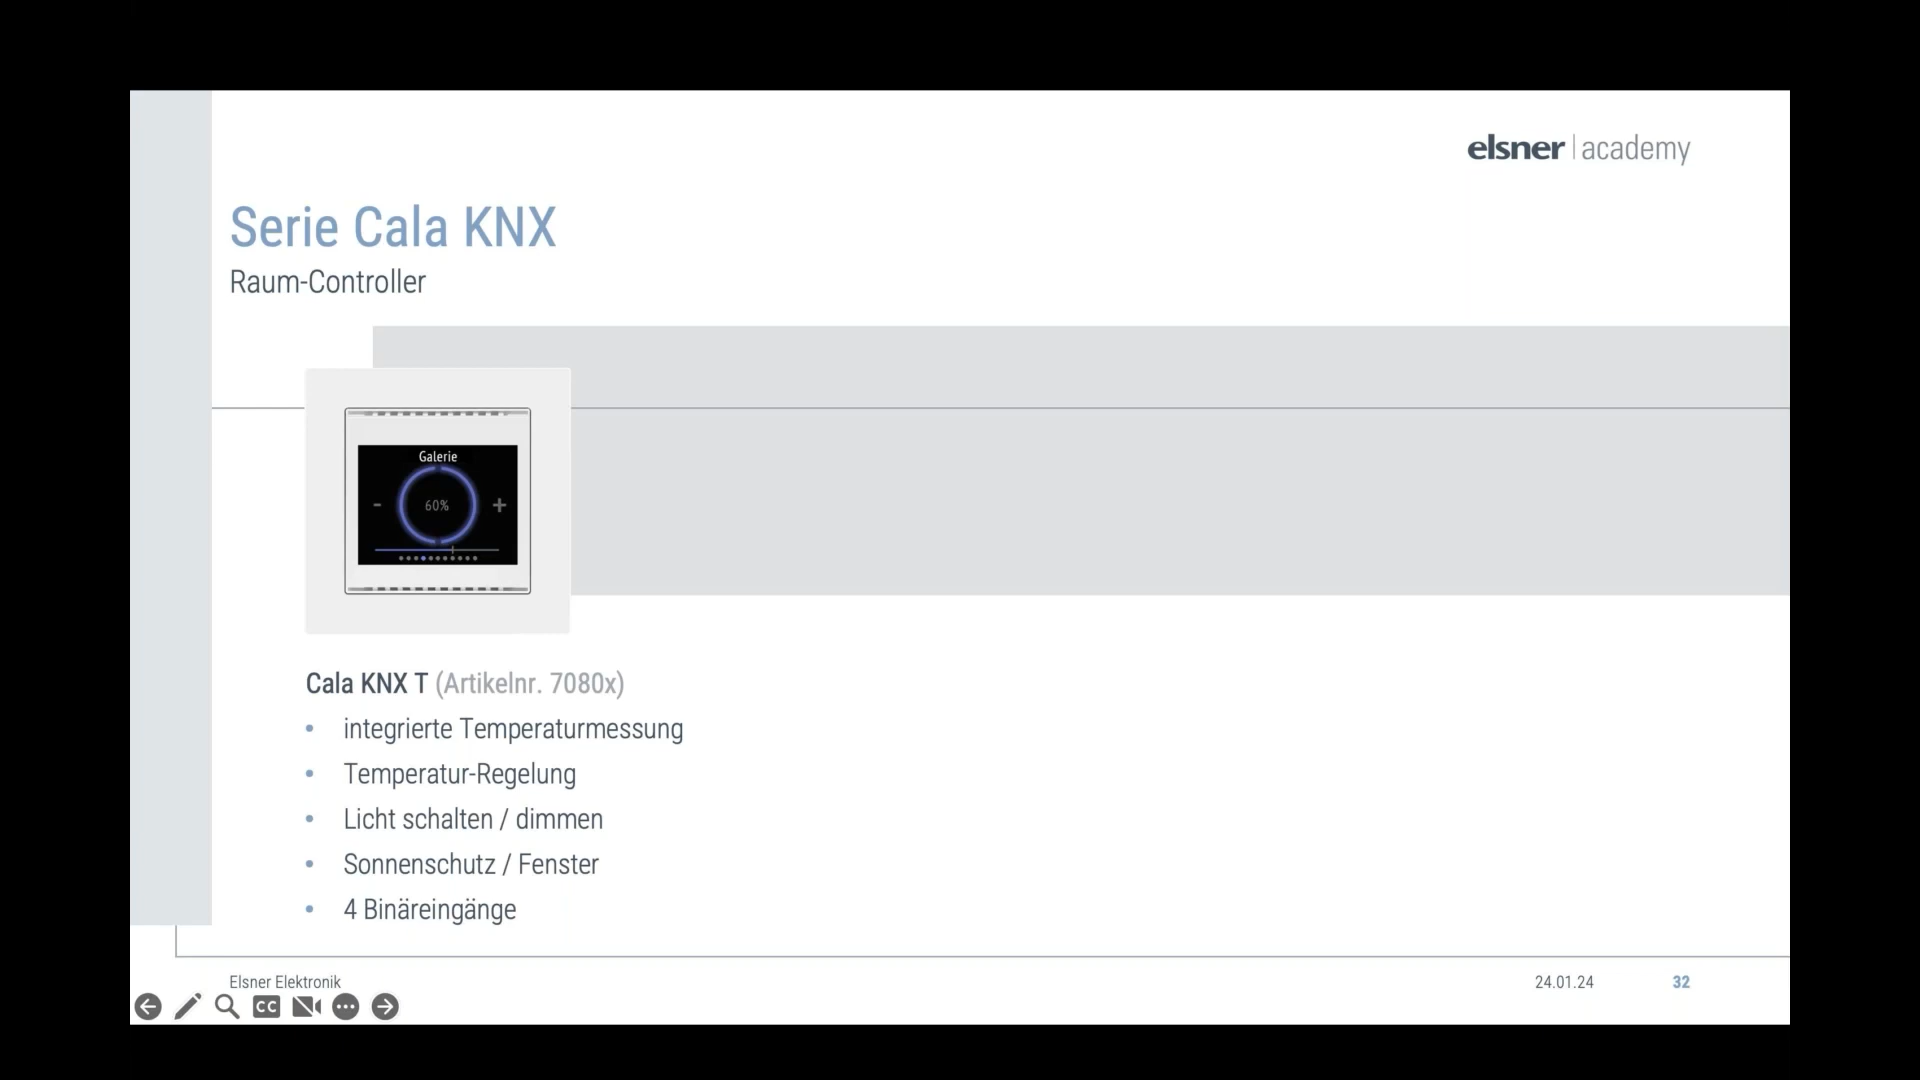 elsner | academy
Serie Cala KNX
Raum-Controller
Galerie
- 60% +
Cala KNX T (Artikelnr. 7080x)
• integrierte Temperaturmessung
• Temperatur-Regelung
• Licht schalten / dimmen
• Sonnenschutz / Fenster
• 4 Binäreingänge
Elsner Elektronik
24.01.24
32
CC